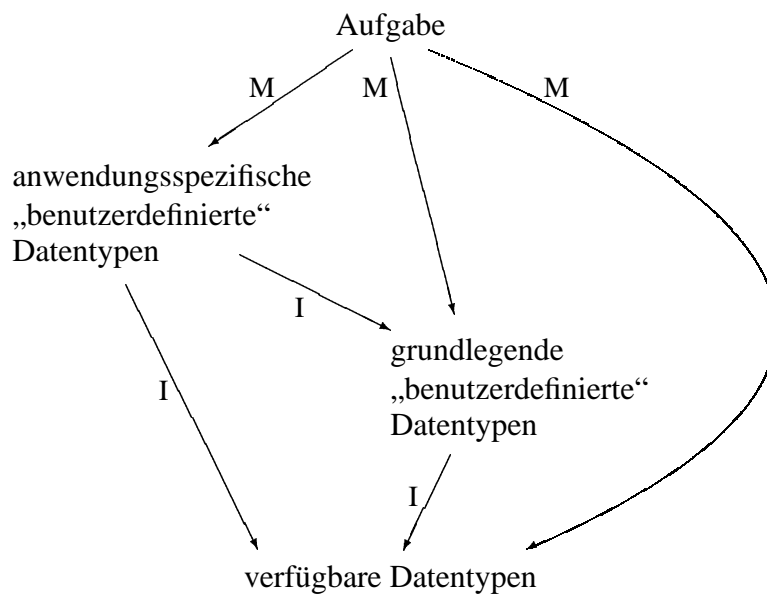 Aufgabe
M
M
M
anwendungsspezifische
„benutzerdefinierte“
Datentypen
I
grundlegende
„benutzerdefinierte“
Datentypen
I
I
verfügbare Datentypen